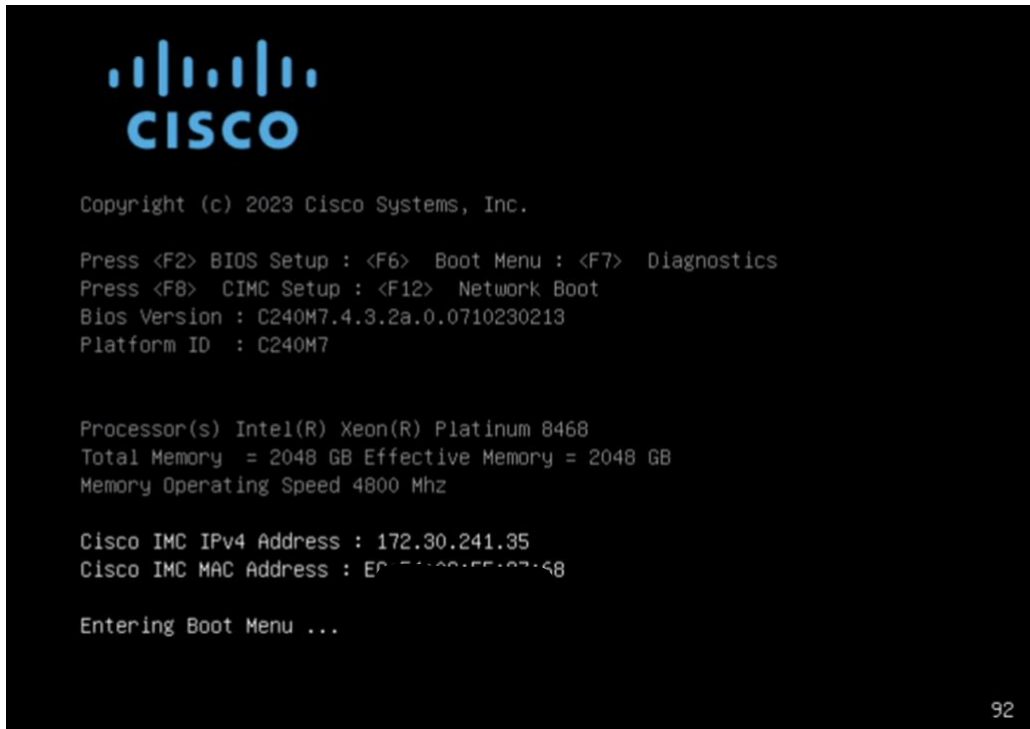 CISCO
Copyright (c) 2023 Cisco Systems, Inc.
Press <F2> BIOS Setup : <F6>  Boot Menu : <F7>  Diagnostics
Press <F8>  CIMC Setup : <F12>  Network Boot
Bios Version : C240M7.4.3.2a.0.0710230213
Platform ID  : C240M7
Processor(s) Intel(R) Xeon(R) Platinum 8468
Total Memory  = 2048 GB Effective Memory = 2048 GB
Memory Operating Speed 4800 Mhz
Cisco IMC IPv4 Address : 172.30.241.35
Cisco IMC MAC Address :
Entering Boot Menu ...
92